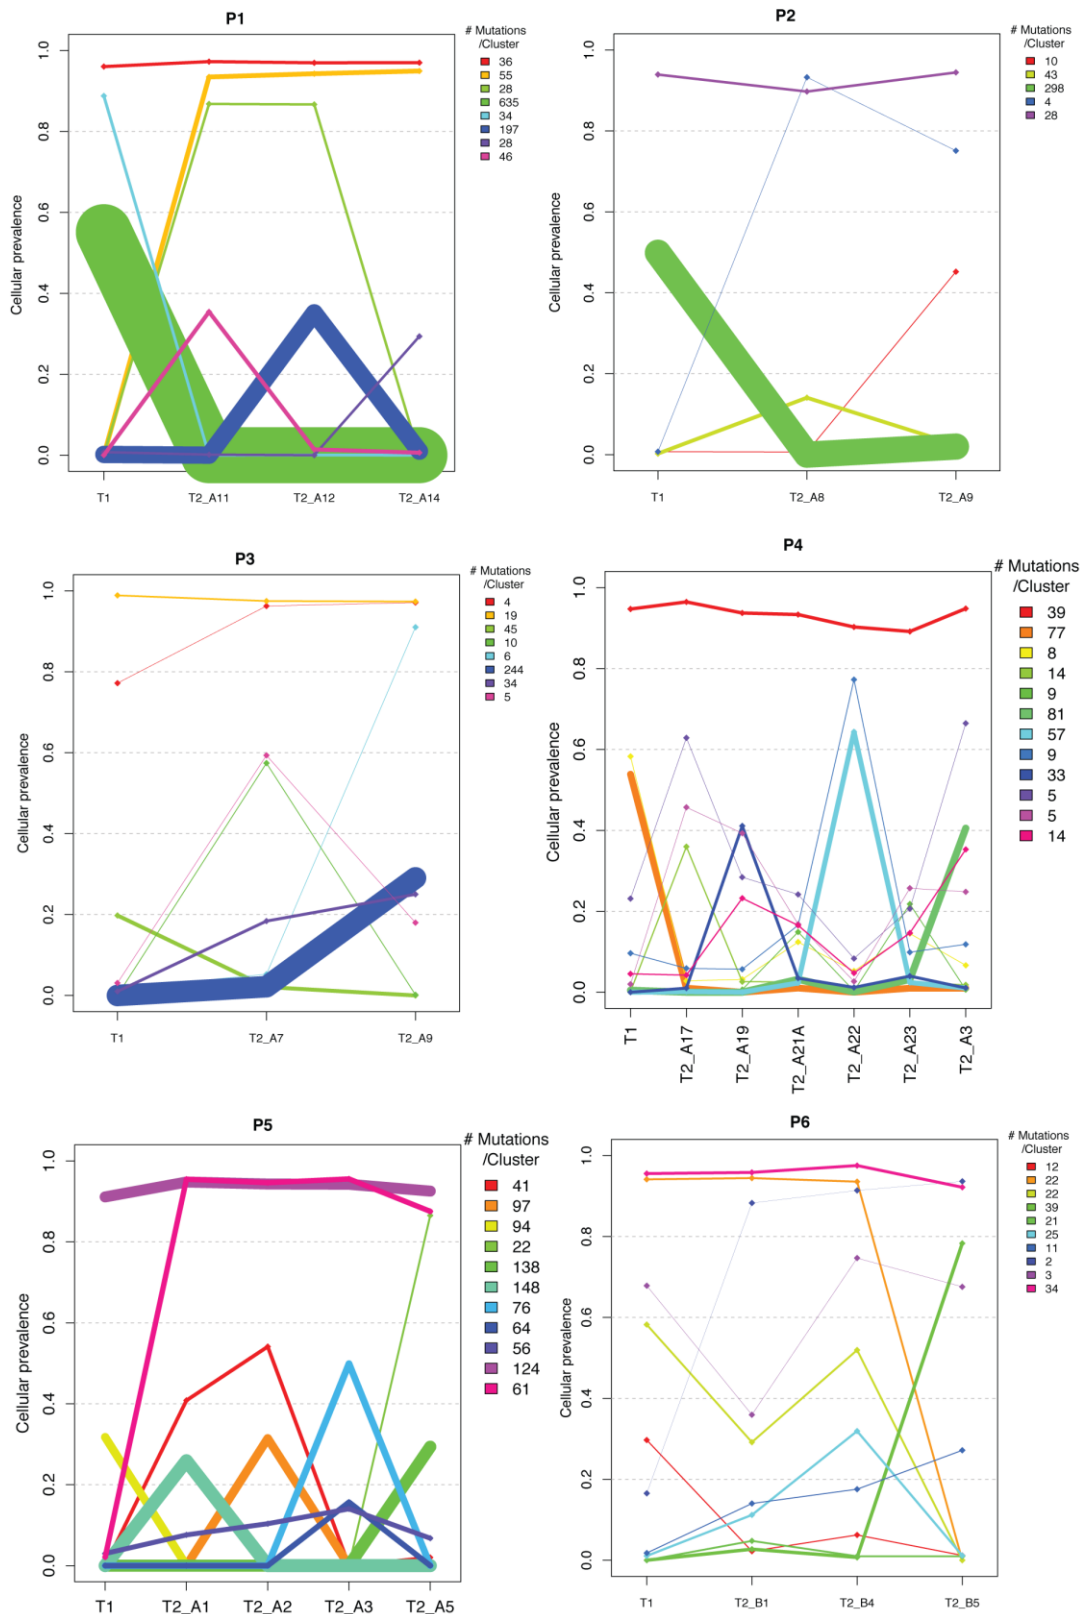 P1
# Mutations
/Cluster
36
55
28
635
34
197
28
46
Cellular prevalence
1.0
0.8
0.6
0.4
0.2
0.0
T1
T2_A11
T2_A12
T2_A14
P2
# Mutations
/Cluster
10
43
298
4
28
Cellular prevalence
1.0
0.8
0.6
0.4
0.2
0.0
T1
T2_A8
T2_A9
P3
# Mutations
/Cluster
4
19
45
10
6
244
34
5
Cellular prevalence
1.0
0.8
0.6
0.4
0.2
0.0
T1
T2_A7
T2_A9
P4
# Mutations
/Cluster
39
77
8
14
9
81
57
9
33
5
5
14
Cellular prevalence
1.0
0.8
0.6
0.4
0.2
0.0
T1
T2_A17
T2_A19
T2_A21A
T2_A22
T2_A23
T2_A3
P5
# Mutations
/Cluster
41
97
94
22
138
148
76
64
56
124
61
Cellular prevalence
1.0
0.8
0.6
0.4
0.2
0.0
T1
T2_A1
T2_A2
T2_A3
T2_A5
P6
# Mutations
/Cluster
12
22
22
39
21
25
11
2
3
34
Cellular prevalence
1.0
0.8
0.6
0.4
0.2
0.0
T1
T2_B1
T2_B4
T2_B5